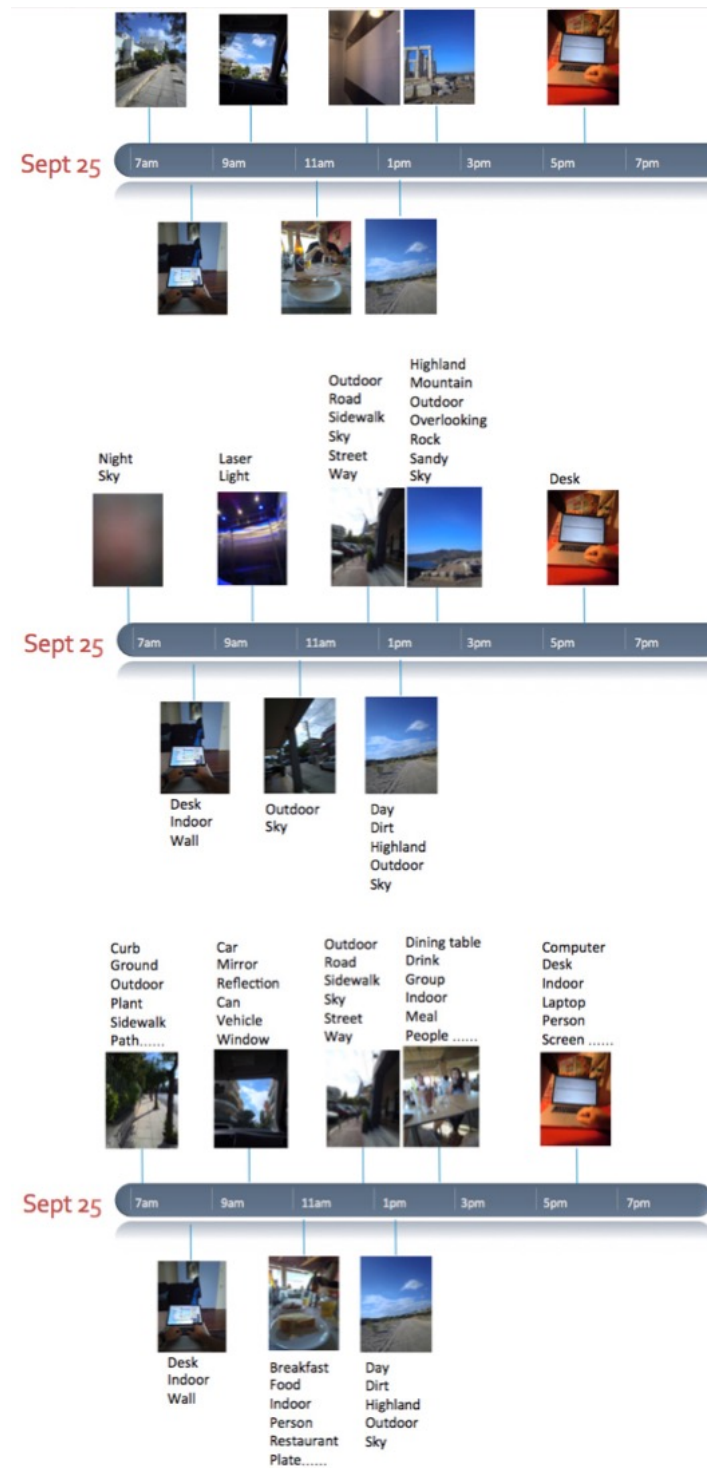 Sept 25
7am
9am
11am
1pm
3pm
5pm
7pm
Night
Sky
Laser
Light
Outdoor
Road
Sidewalk
Sky
Street
Way
Highland
Mountain
Outdoor
Overlooking
Rock
Sandy
Sky
Desk
Sept 25
7am
9am
11am
1pm
3pm
5pm
7pm
Desk
Indoor
Wall
Outdoor
Sky
Day
Dirt
Highland
Outdoor
Sky
Curb
Ground
Outdoor
Plant
Sidewalk
Path......
Car
Mirror
Reflection
Can
Vehicle
Window
Outdoor
Road
Sidewalk
Sky
Street
Way
Dining table
Drink
Group
Indoor
Meal
People ......
Computer
Desk
Indoor
Laptop
Person
Screen ......
Sept 25
7am
9am
11am
1pm
3pm
5pm
7pm
Desk
Indoor
Wall
Breakfast
Food
Indoor
Person
Restaurant
Plate......
Day
Dirt
Highland
Outdoor
Sky